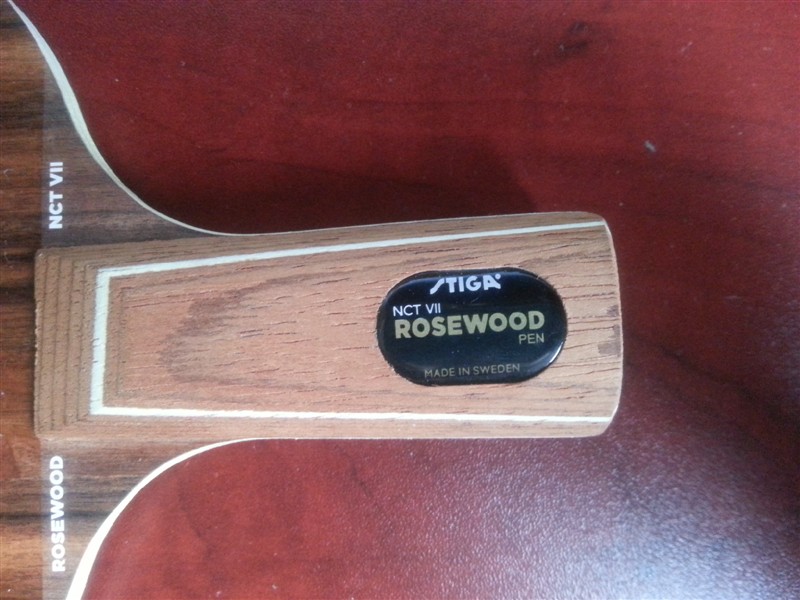 NCT VII
ROSEWOOD
STIGA
NCT VII
ROSEWOOD
PEN
MADE IN SWEDEN